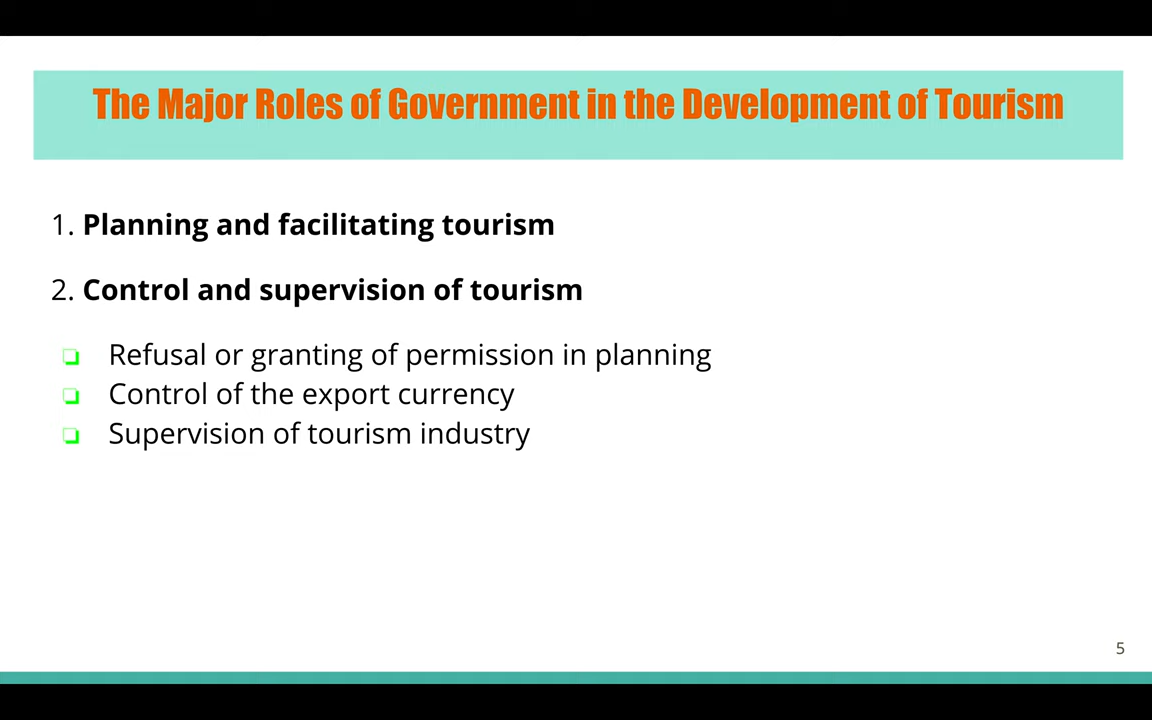 The Major Roles of Government in the Development of Tourism
1. Planning and facilitating tourism
2. Control and supervision of tourism
Refusal or granting of permission in planning
Control of the export currency
Supervision of tourism industry
5